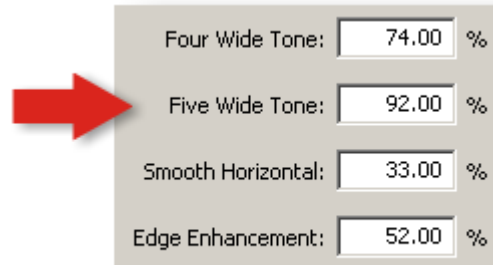 Four Wide Tone: 74.00 %
Five Wide Tone: 92.00 %
Smooth Horizontal: 33.00 %
Edge Enhancement: 52.00 %